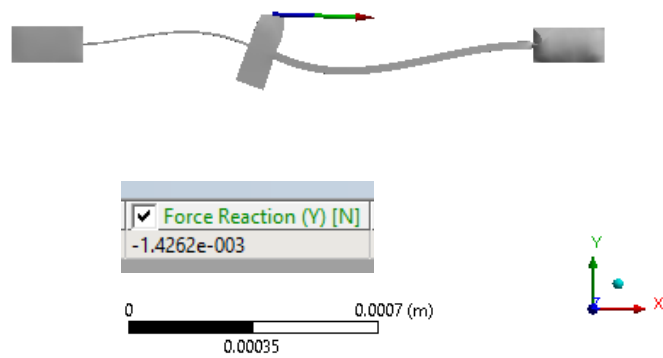 Force Reaction (Y) [N]
-1.4262e-003
0 0.0007 (m)
0.00035
Y
Z X